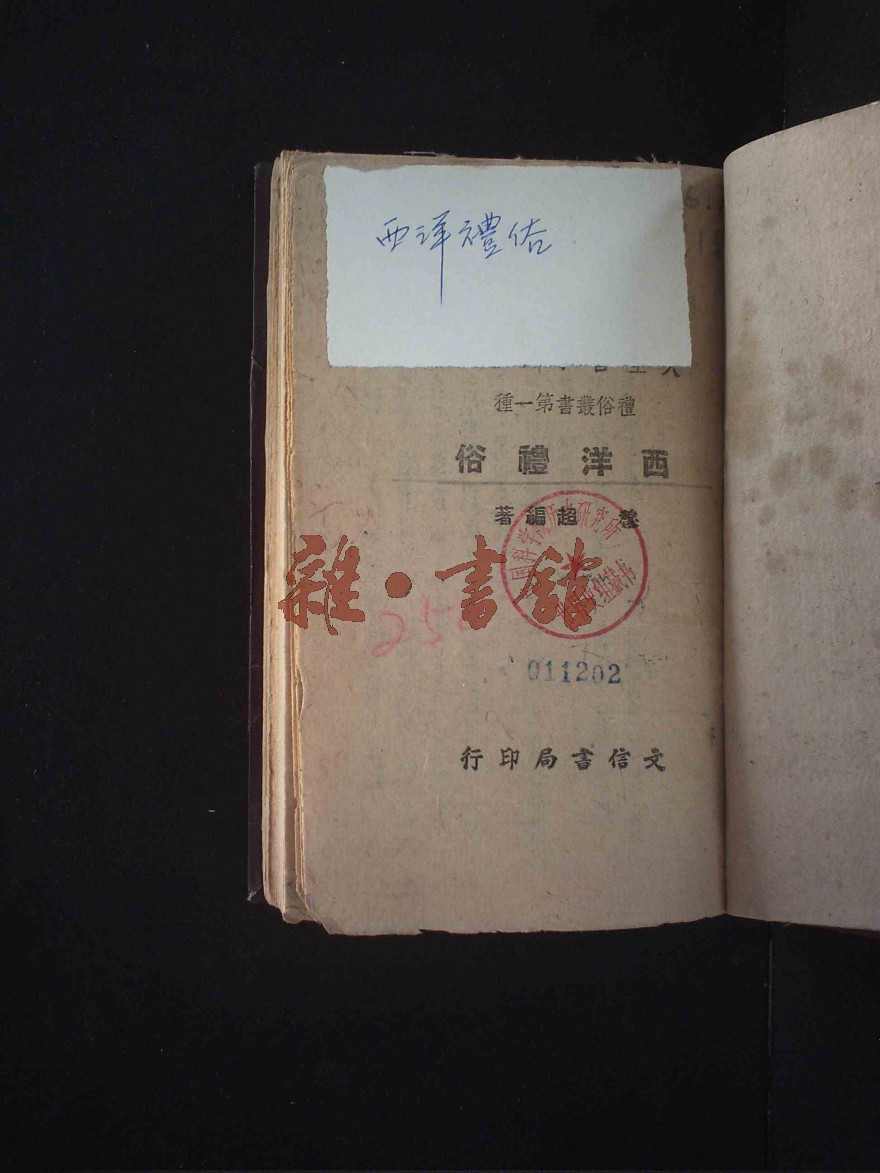 西洋禮俗
禮俗叢書第一種
西洋禮俗
超編著
雜·書館
25
011202
文信書局印行